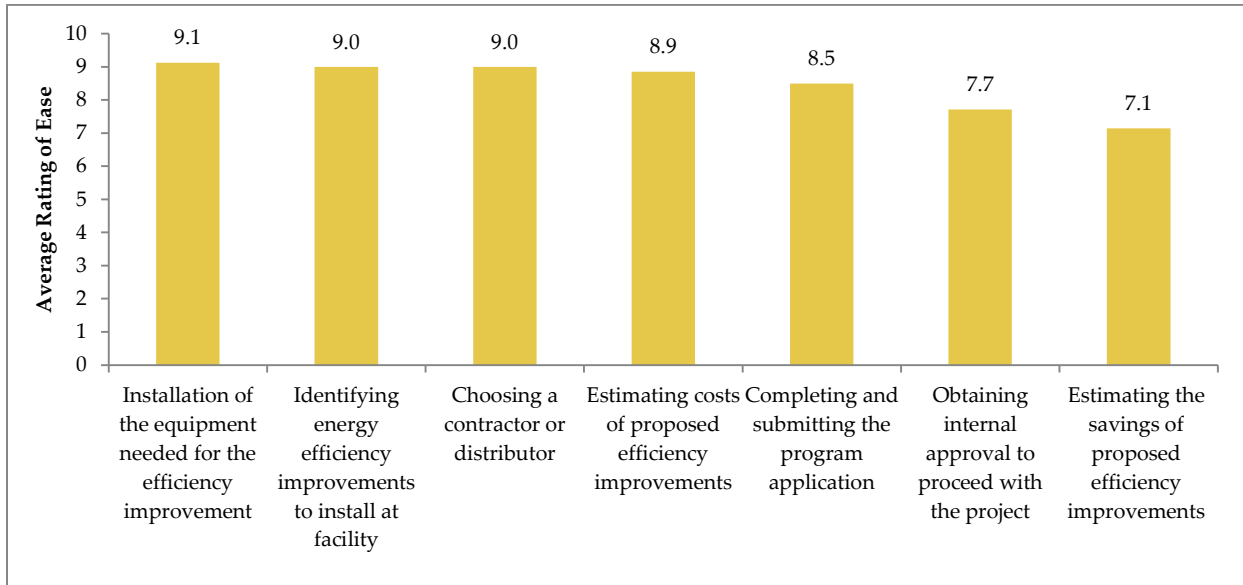 Average Rating of Ease
10
9
8
7
6
5
4
3
2
1
0
9.1
9.0
9.0
8.9
8.5
7.7
7.1
Installation of
the equipment
needed for the
efficiency
improvement
Identifying
energy
efficiency
improvements
to install at
facility
Choosing a
contractor or
distributor
Estimating costs
of proposed
efficiency
improvements
Completing and
submitting the
program
application
Obtaining
internal
approval to
proceed with
the project
Estimating the
savings of
proposed
efficiency
improvements